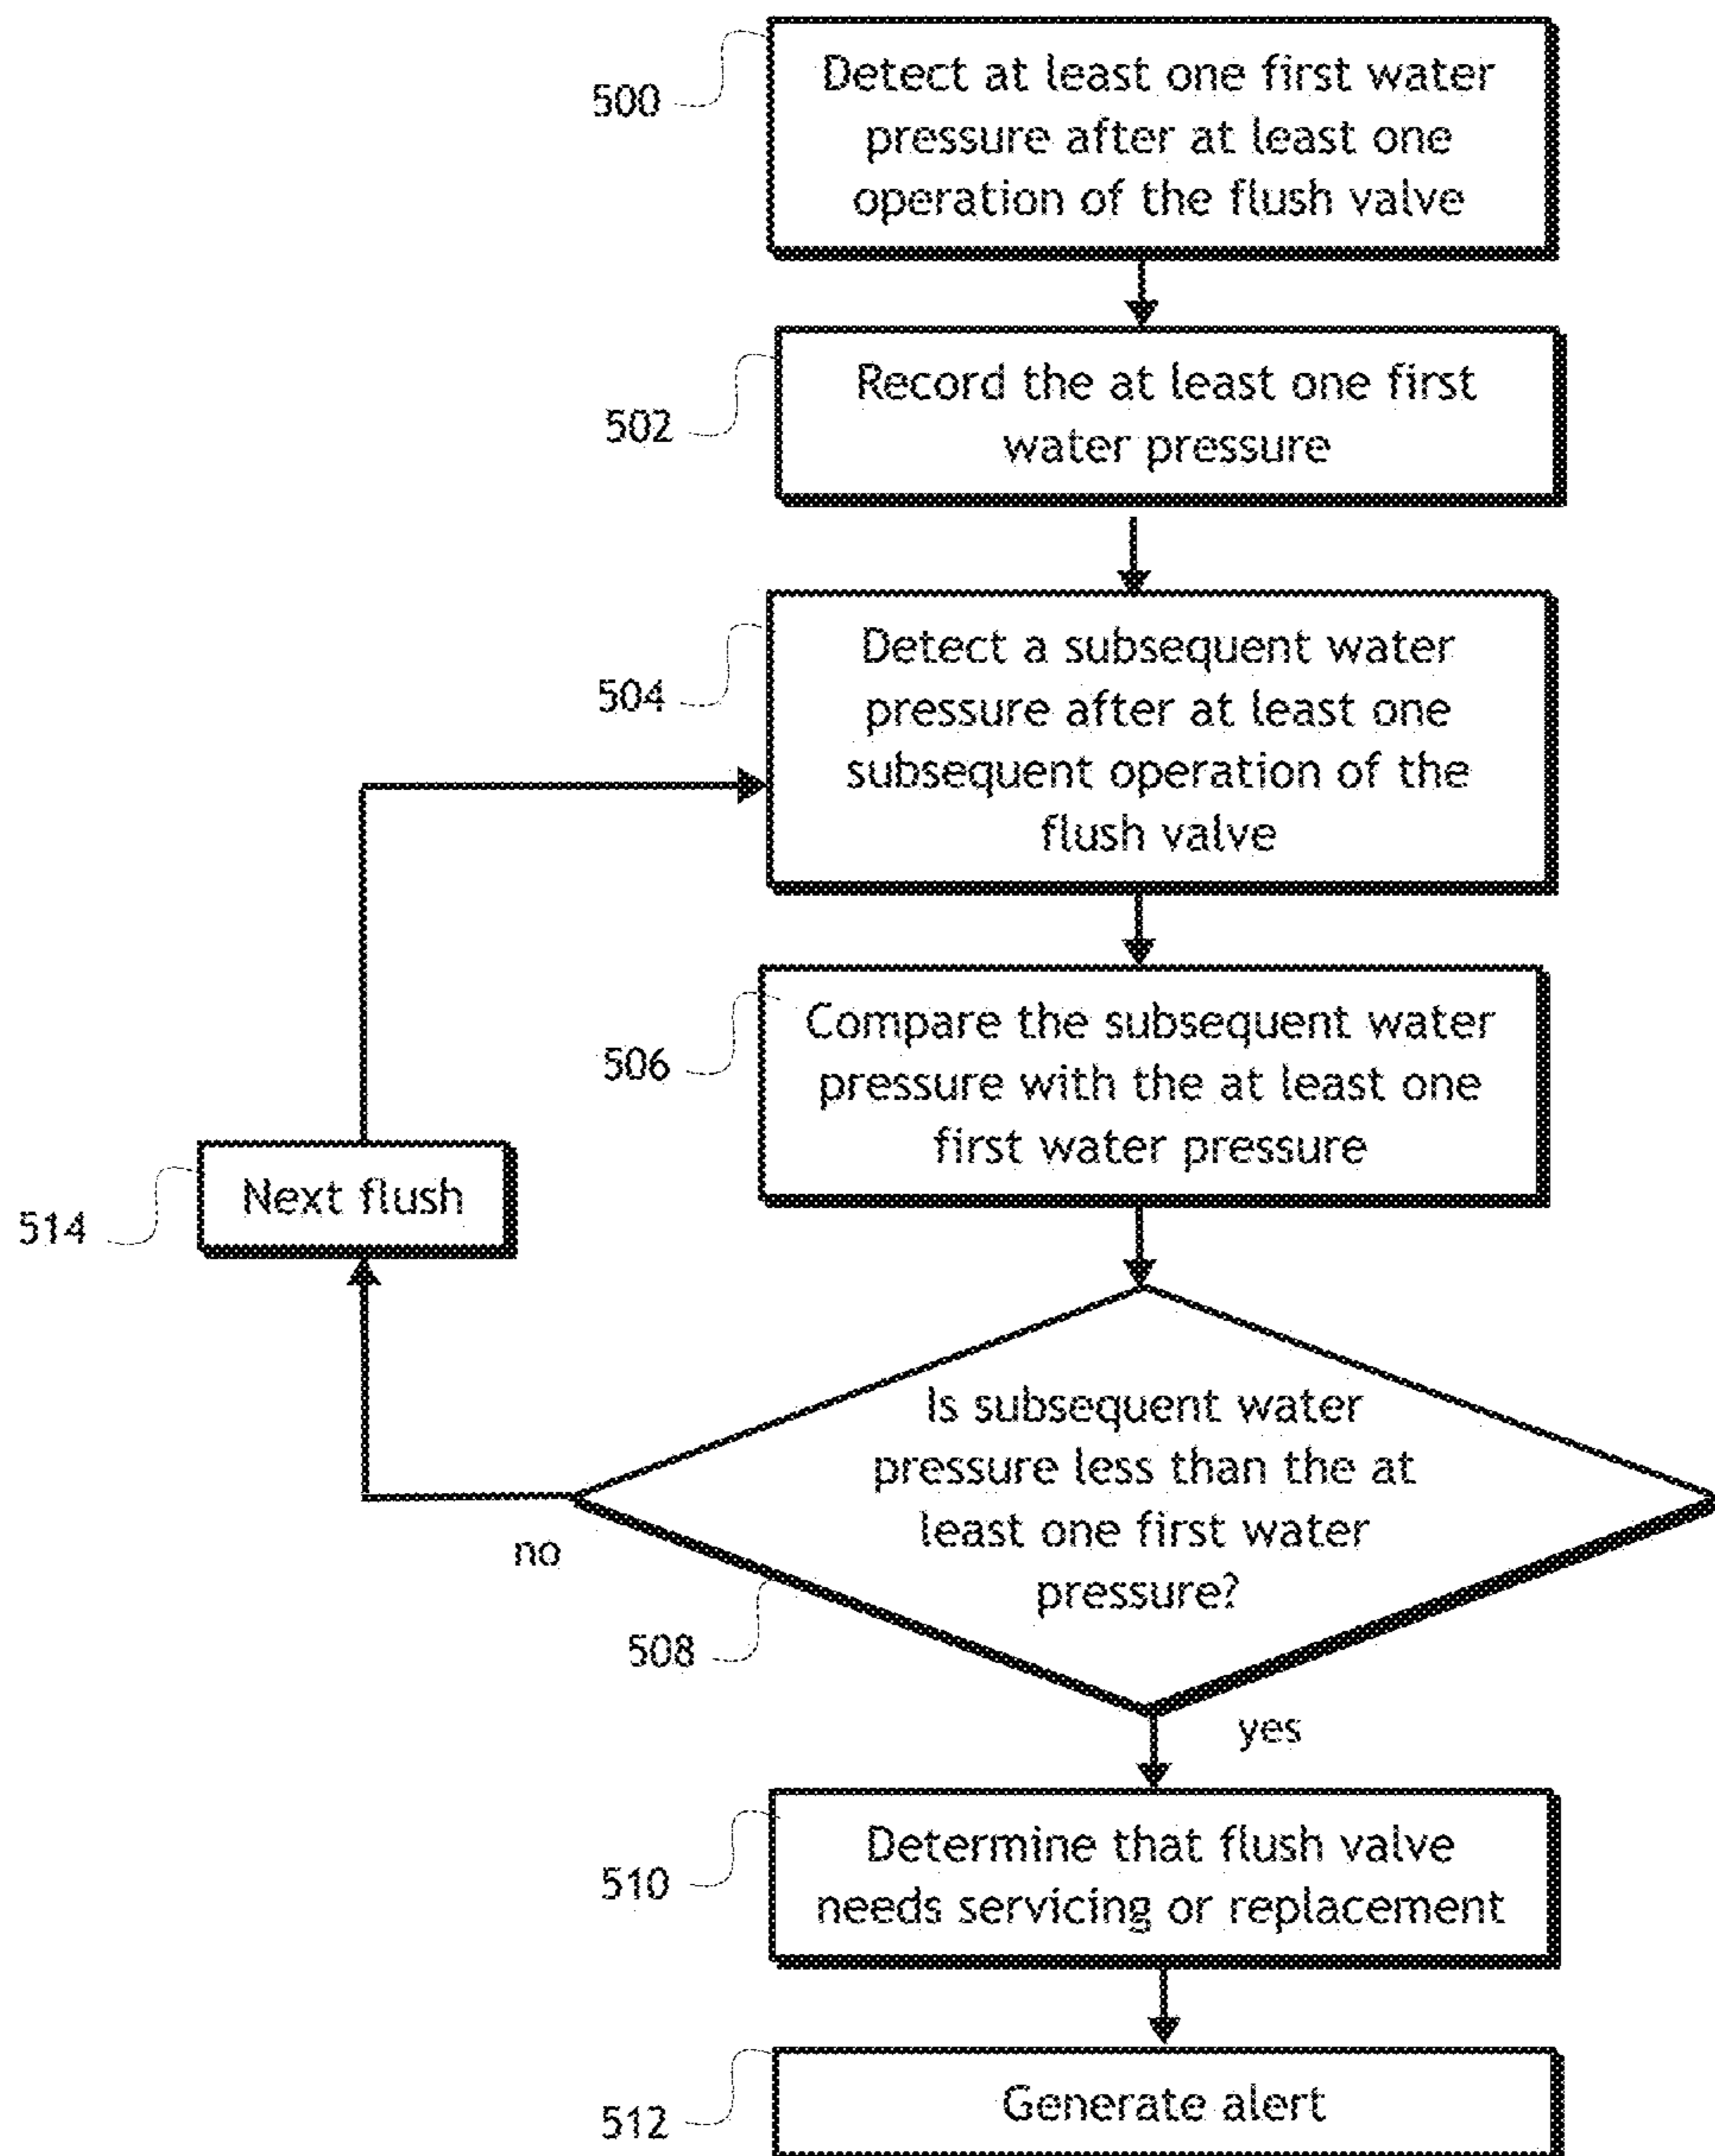 500
Detect at least one first water
pressure after at least one
operation of the flush valve
502
Record the at least one first
water pressure
504
Detect a subsequent water
pressure after at least one
subsequent operation of the
flush valve
506
Compare the subsequent water
pressure with the at least one
first water pressure
514
Next flush
Is subsequent water
pressure less than the at
least one first water
pressure?
no
508
yes
510
Determine that flush valve
needs servicing or replacement
512
Generate alert